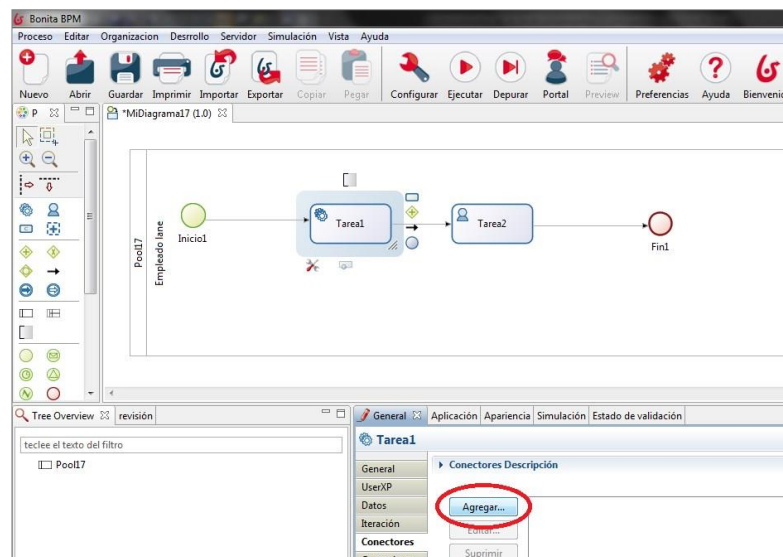 Bonita BPM
Proceso Editar Organizacion Desrrollo Servidor Simulación Vista Ayuda
Nuevo Abrir Guardar Imprimir Importar Exportar Copiar Pegar Configurar Ejecutar Depurar Portal Preview Preferencias Ayuda Bienveni
P *MiDiagrama17 (1.0)
Pool17
Empleado lane
Inicio1
Tarea1
Tarea2
Fin1
Tree Overview revisión
teclee el texto del filtro
Pool17
General Aplicación Apariencia Simulación Estado de validación
Tarea1
General
UserXP
Datos
Iteración
Conectores
Conectores Descripción
Agregar...
Editar...
Suprimir